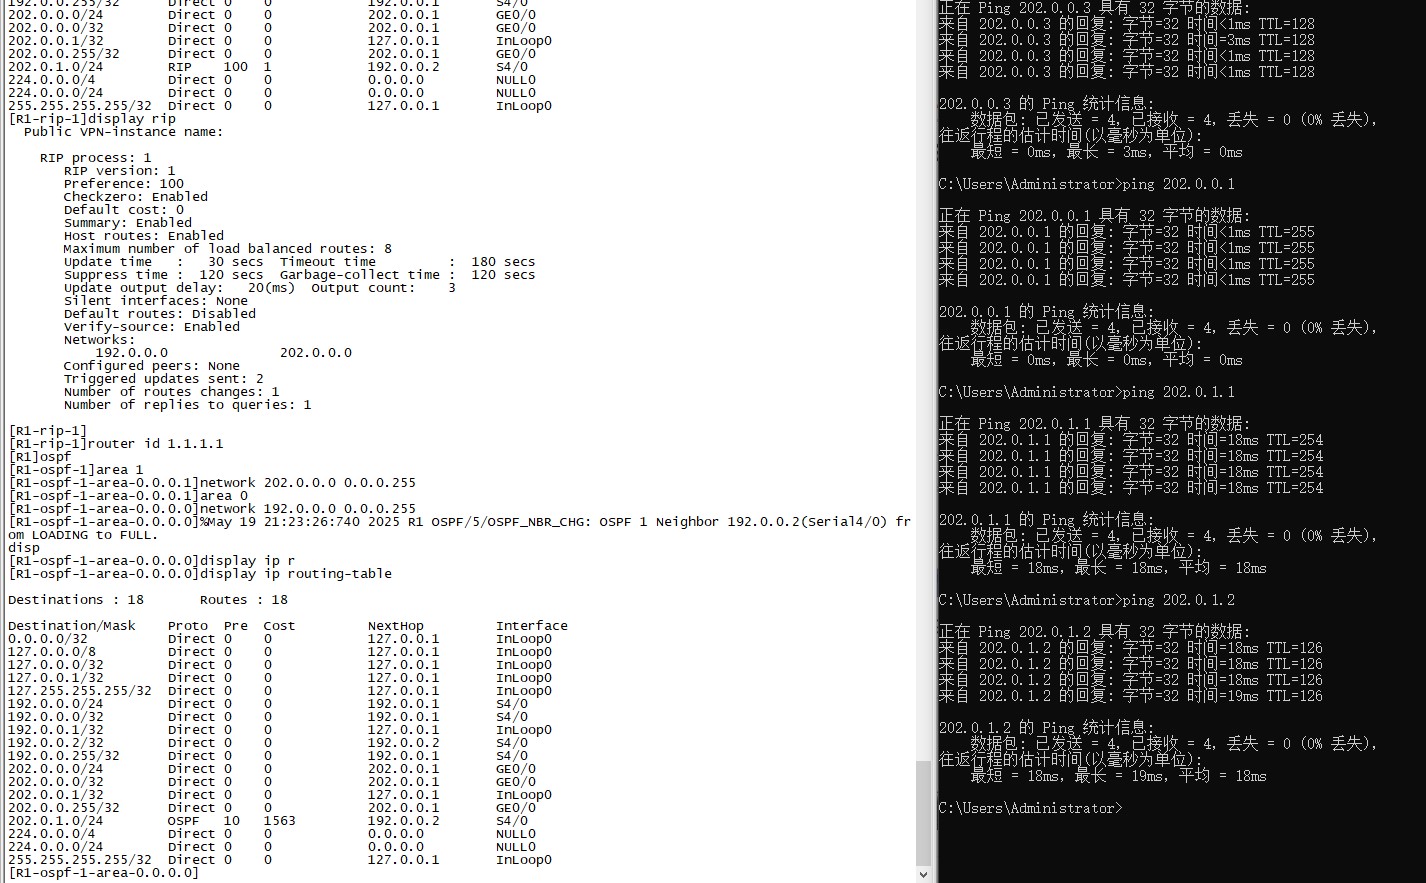 192.0.0.255/32  Direct 0    0             192.0.0.1       S4/0
202.0.0.0/24    Direct 0    0             202.0.0.1       GE0/0
202.0.0.0/32    Direct 0    0             202.0.0.1       GE0/0
202.0.0.1/32    Direct 0    0             127.0.0.1       InLoop0
202.0.0.255/32  Direct 0    0             202.0.0.1       GE0/0
202.0.1.0/24    RIP    100  1             192.0.0.2       S4/0
224.0.0.0/4     Direct 0    0             0.0.0.0         NULL0
224.0.0.0/24    Direct 0    0             0.0.0.0         NULL0
255.255.255.255/32  Direct 0    0             127.0.0.1       InLoop0
[R1-rip-1]display rip
Public VPN-instance name:
RIP process: 1
RIP version: 1
Preference: 100
Checkzero: Enabled
Default cost: 0
Summary: Enabled
Host routes: Enabled
Maximum number of load balanced routes: 8
Update time   :   30 secs  Timeout time         :  180 secs
Suppress time :  120 secs  Garbage-collect time :  120 secs
Update output delay:   20(ms)  Output count:    3
Silent interfaces: None
Default routes: Disabled
Verify-source: Enabled
Networks:
192.0.0.0              202.0.0.0
Configured peers: None
Triggered updates sent: 2
Number of routes changes: 1
Number of replies to queries: 1
[R1-rip-1]
[R1-rip-1]router id 1.1.1.1
[R1]ospf
[R1-ospf-1]area 1
[R1-ospf-1-area-0.0.0.1]network 202.0.0.0 0.0.0.255
[R1-ospf-1-area-0.0.0.1]area 0
[R1-ospf-1-area-0.0.0.0]network 192.0.0.0 0.0.0.255
[R1-ospf-1-area-0.0.0.0]%May 19 21:23:26:740 2025 R1 OSPF/5/OSPF_NBR_CHG: OSPF 1 Neighbor 192.0.0.2(Serial4/0) fr
om LOADING to FULL.
disp
[R1-ospf-1-area-0.0.0.0]display ip r
[R1-ospf-1-area-0.0.0.0]display ip routing-table
Destinations : 18       Routes : 18
Destination/Mask    Proto  Pre  Cost         NextHop         Interface
0.0.0.0/32          Direct 0    0            127.0.0.1       InLoop0
127.0.0.0/8         Direct 0    0            127.0.0.1       InLoop0
127.0.0.0/32        Direct 0    0            127.0.0.1       InLoop0
127.0.0.1/32        Direct 0    0            127.0.0.1       InLoop0
127.255.255.255/32  Direct 0    0            127.0.0.1       InLoop0
192.0.0.0/24        Direct 0    0            192.0.0.1       S4/0
192.0.0.0/32        Direct 0    0            192.0.0.1       S4/0
192.0.0.1/32        Direct 0    0            127.0.0.1       InLoop0
192.0.0.2/32        Direct 0    0            192.0.0.2       S4/0
192.0.0.255/32      Direct 0    0            192.0.0.1       S4/0
202.0.0.0/24        Direct 0    0            202.0.0.1       GE0/0
202.0.0.0/32        Direct 0    0            202.0.0.1       GE0/0
202.0.0.1/32        Direct 0    0            127.0.0.1       InLoop0
202.0.0.255/32      Direct 0    0            202.0.0.1       GE0/0
202.0.1.0/24        OSPF   10   1563         192.0.0.2       S4/0
224.0.0.0/4         Direct 0    0            0.0.0.0         NULL0
224.0.0.0/24        Direct 0    0            0.0.0.0         NULL0
255.255.255.255/32  Direct 0    0            127.0.0.1       InLoop0
[R1-ospf-1-area-0.0.0.0]
正在 Ping 202.0.0.3 具有 32 字节的数据:
来自 202.0.0.3 的回复: 字节=32 时间<1ms TTL=128
来自 202.0.0.3 的回复: 字节=32 时间=3ms TTL=128
来自 202.0.0.3 的回复: 字节=32 时间<1ms TTL=128
来自 202.0.0.3 的回复: 字节=32 时间<1ms TTL=128
202.0.0.3 的 Ping 统计信息:
数据包: 已发送 = 4, 已接收 = 4, 丢失 = 0 (0% 丢失),
往返行程的估计时间(以毫秒为单位):
最短 = 0ms, 最长 = 3ms, 平均 = 0ms
C:\Users\Administrator>ping 202.0.0.1
正在 Ping 202.0.0.1 具有 32 字节的数据:
来自 202.0.0.1 的回复: 字节=32 时间<1ms TTL=255
来自 202.0.0.1 的回复: 字节=32 时间<1ms TTL=255
来自 202.0.0.1 的回复: 字节=32 时间<1ms TTL=255
来自 202.0.0.1 的回复: 字节=32 时间<1ms TTL=255
202.0.0.1 的 Ping 统计信息:
数据包: 已发送 = 4, 已接收 = 4, 丢失 = 0 (0% 丢失),
往返行程的估计时间(以毫秒为单位):
最短 = 0ms, 最长 = 0ms, 平均 = 0ms
C:\Users\Administrator>ping 202.0.1.1
正在 Ping 202.0.1.1 具有 32 字节的数据:
来自 202.0.1.1 的回复: 字节=32 时间=18ms TTL=254
来自 202.0.1.1 的回复: 字节=32 时间=18ms TTL=254
来自 202.0.1.1 的回复: 字节=32 时间=18ms TTL=254
来自 202.0.1.1 的回复: 字节=32 时间=18ms TTL=254
202.0.1.1 的 Ping 统计信息:
数据包: 已发送 = 4, 已接收 = 4, 丢失 = 0 (0% 丢失),
往返行程的估计时间(以毫秒为单位):
最短 = 18ms, 最长 = 18ms, 平均 = 18ms
C:\Users\Administrator>ping 202.0.1.2
正在 Ping 202.0.1.2 具有 32 字节的数据:
来自 202.0.1.2 的回复: 字节=32 时间=18ms TTL=126
来自 202.0.1.2 的回复: 字节=32 时间=18ms TTL=126
来自 202.0.1.2 的回复: 字节=32 时间=18ms TTL=126
来自 202.0.1.2 的回复: 字节=32 时间=19ms TTL=126
202.0.1.2 的 Ping 统计信息:
数据包: 已发送 = 4, 已接收 = 4, 丢失 = 0 (0% 丢失),
往返行程的估计时间(以毫秒为单位):
最短 = 18ms, 最长 = 19ms, 平均 = 18ms
C:\Users\Administrator>